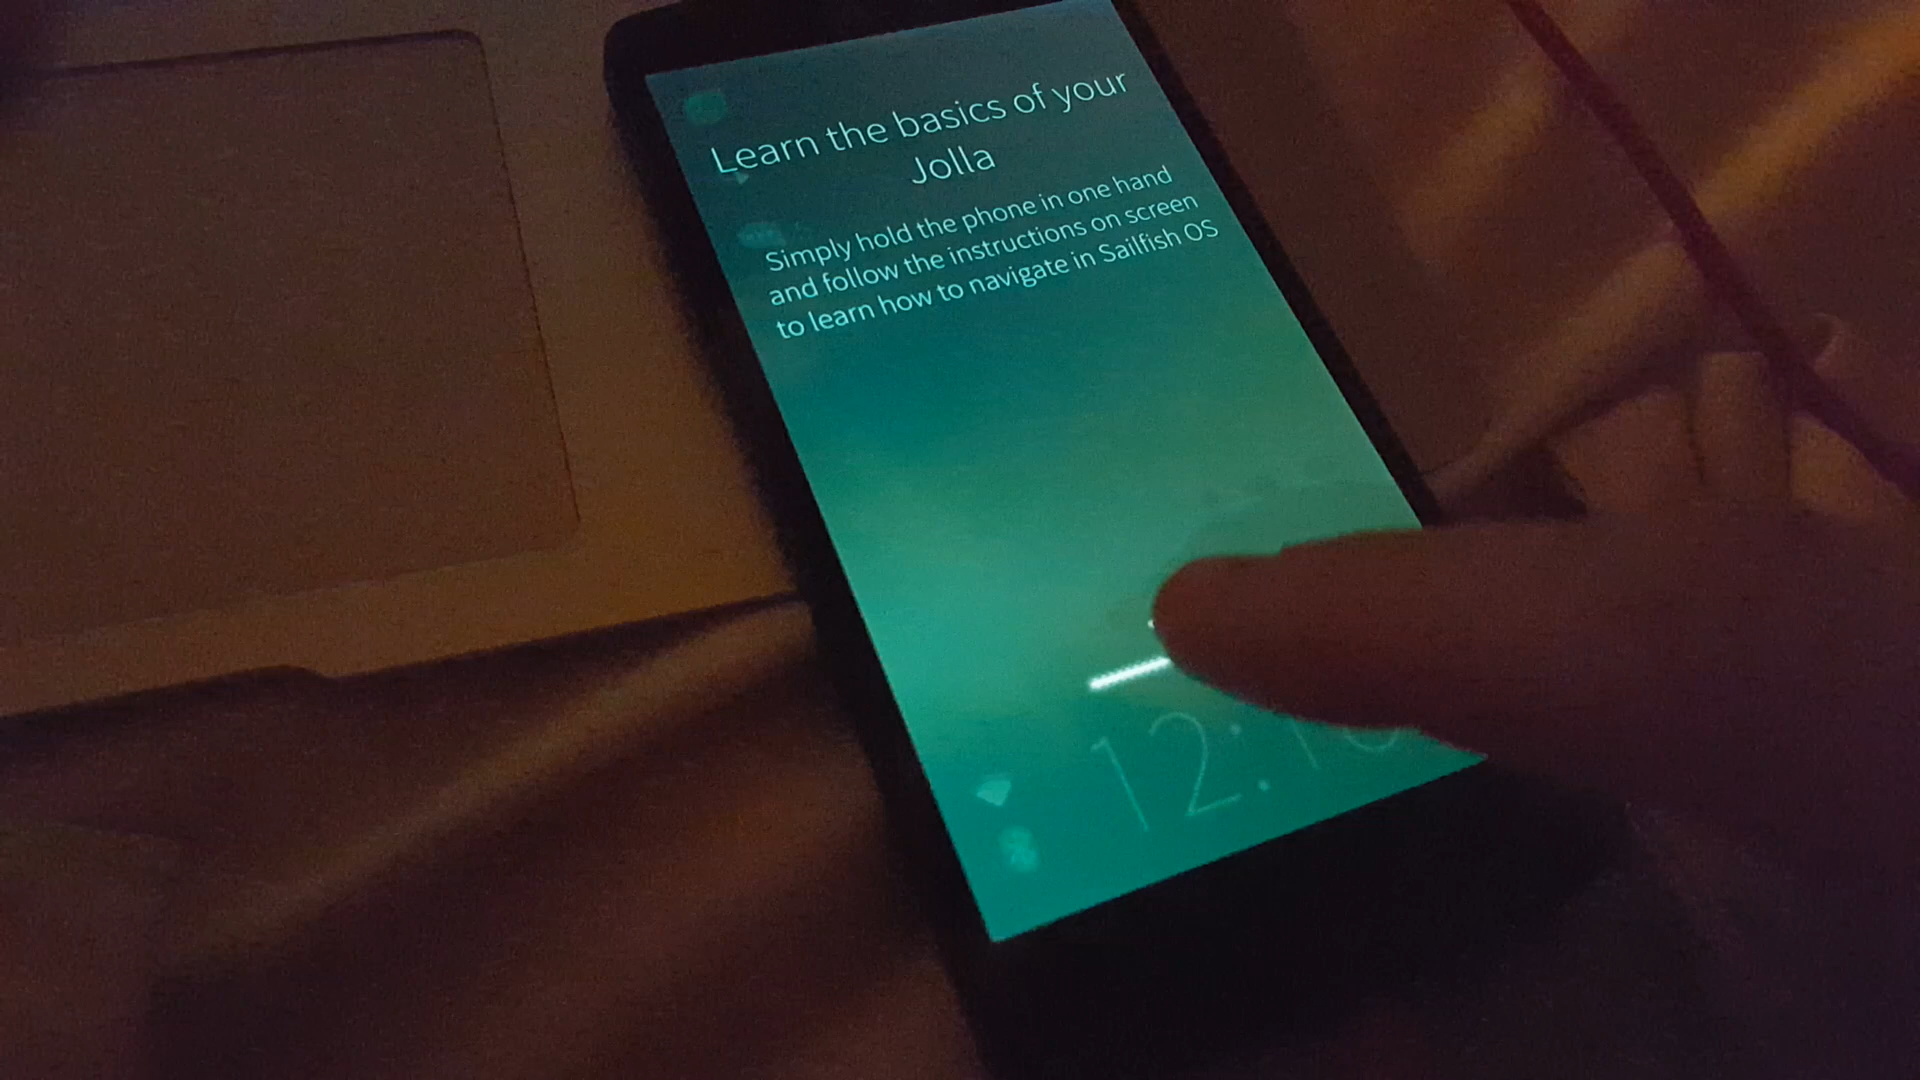 Learn the basics of your
Jolla
Simply hold the phone in one hand
and follow the instructions on screen
to learn how to navigate in Sailfish OS